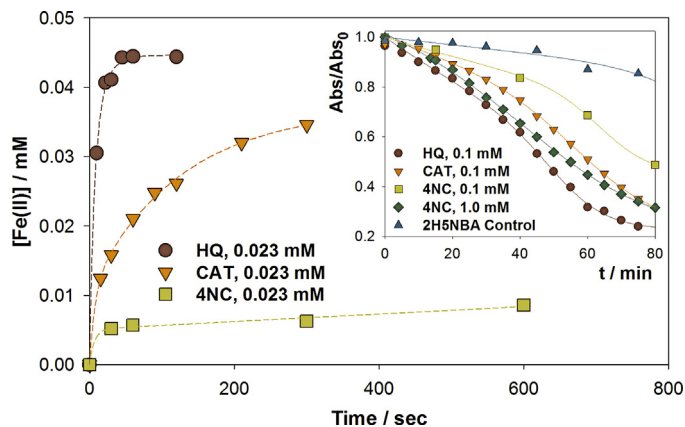 0.05
0.04
0.03
0.02
0.01
0.00
[Fe(II)] / mM
HQ, 0.023 mM
CAT, 0.023 mM
4NC, 0.023 mM
0
200
400
600
800
Time / sec
1.0
0.8
0.6
0.4
0.2
Abs/Abs0
HQ, 0.1 mM
CAT, 0.1 mM
4NC, 0.1 mM
4NC, 1.0 mM
2H5NBA Control
0
20
40
60
80
t / min